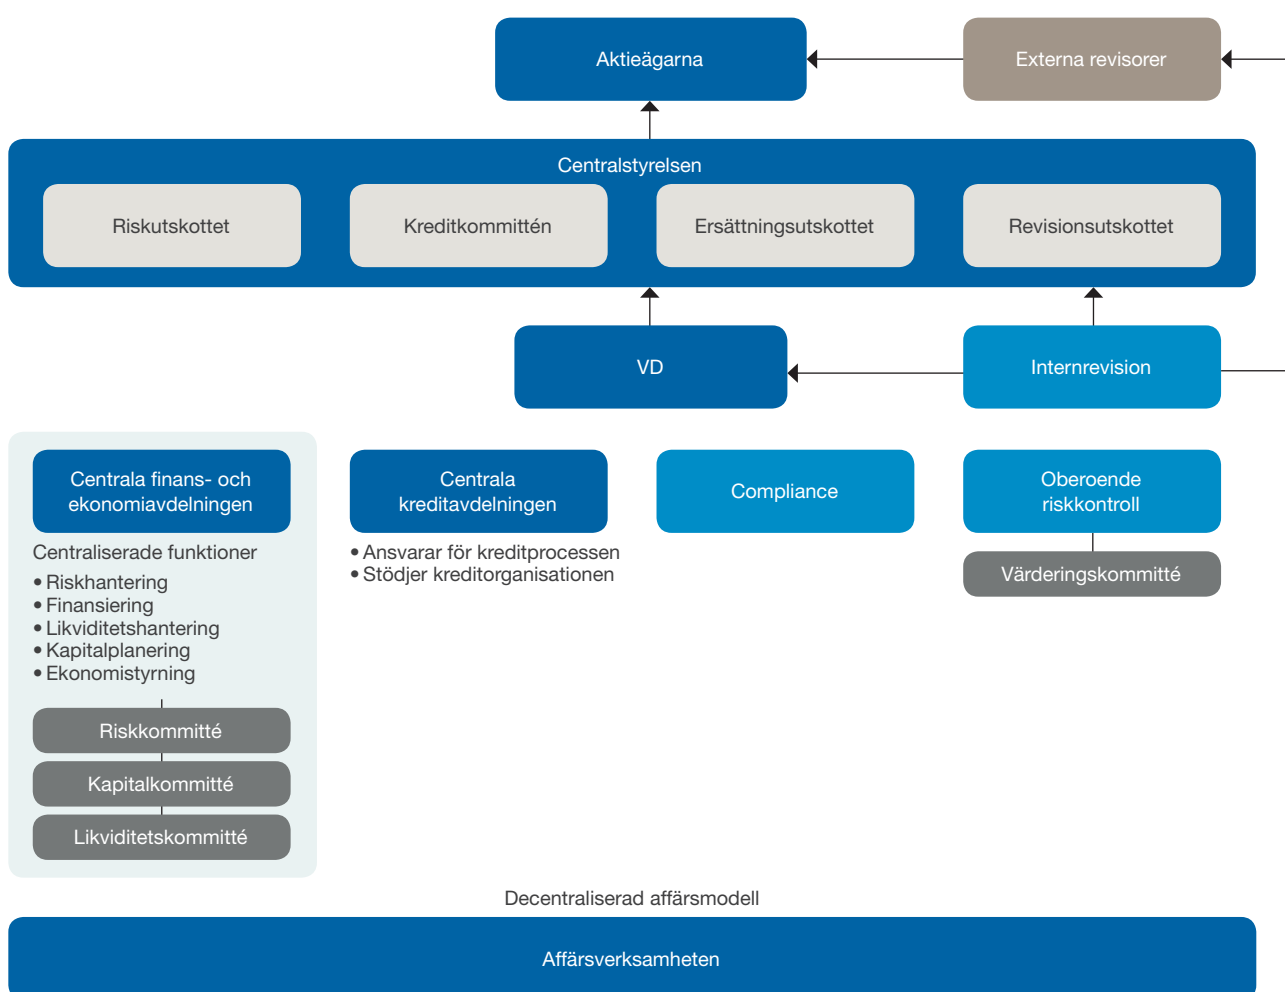 Aktieägarna
Externa revisorer
Centralstyrelsen
Riskutskottet
Kreditkommittén
Ersättningsutskottet
Revisionsutskottet
VD
Internrevision
Centrala finans- och
ekonomiavdelningen
Centraliserade funktioner
• Riskhantering
• Finansiering
• Likviditetshantering
• Kapitalplanering
• Ekonomistyrning
Riskkommitté
Kapitalkommitté
Likviditetskommitté
Centrala
kreditavdelningen
• Ansvarar för kreditprocessen
• Stödjer kreditorganisationen
Compliance
Oberoende
riskkontroll
Värderingskommitté
Decentraliserad affärsmodell
Affärsverksamheten